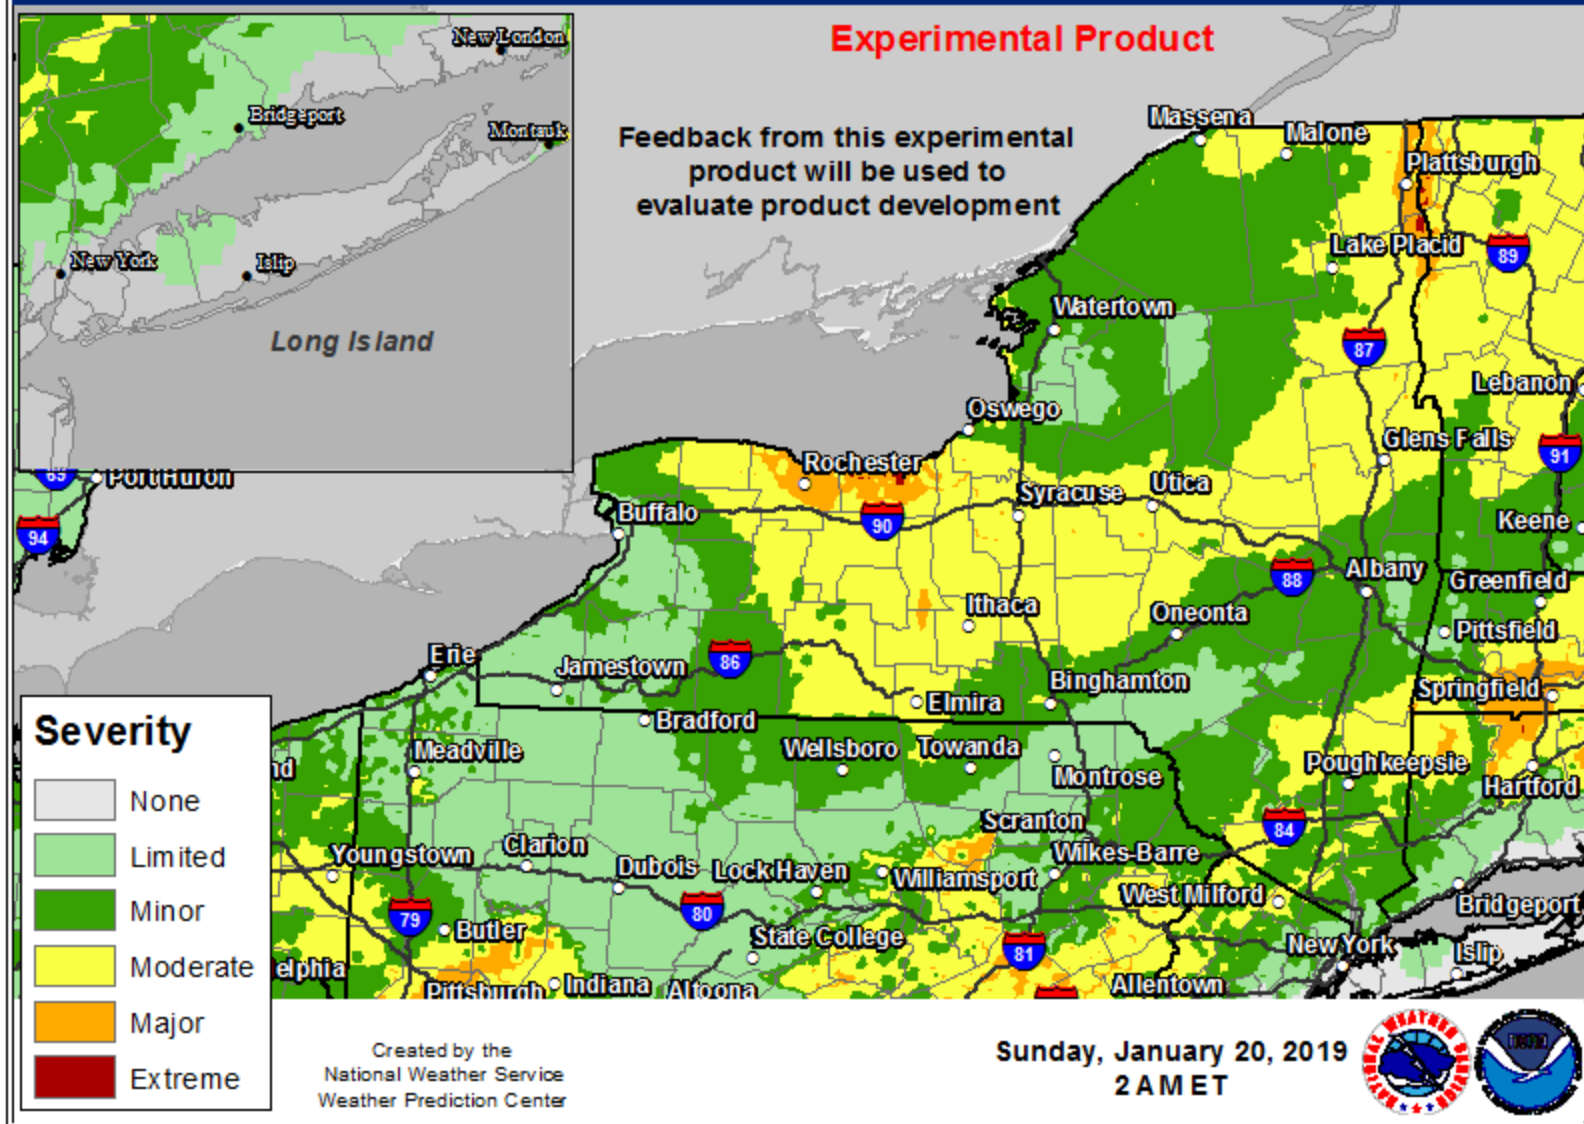 Experimental Product
Feedback from this experimental
product will be used to
evaluate product development
New London
Bridgeport
Montauk
New York
Islip
Long Island
Massena
Malone
Plattsburgh
Lake Placid
89
Watertown
87
Lebanon
Oswego
Glens Falls
91
Rochester
Port Huron
Syracuse
Utica
Buffalo
90
Keene
94
88
Albany
Greenfield
Ithaca
Oneonta
Pittsfield
Erie
Jamestown
86
Binghamton
Springfield
Elmira
Bradford
Meadville
Wellsboro
Towanda
Montrose
Poughkeepsie
Hartford
Scranton
84
Youngstown
Clarion
Dubois
Lock Haven
Williamsport
Wilkes-Barre
West Milford
79
80
Bridgeport
Butler
State College
81
New York
Islip
elphia
Pittsburgh
Indiana
Altoona
Allentown
Severity
None
Limited
Minor
Moderate
Major
Extreme
Created by the
National Weather Service
Weather Prediction Center
Sunday, January 20, 2019
2AM ET
NATIONAL WEATHER SERVICE